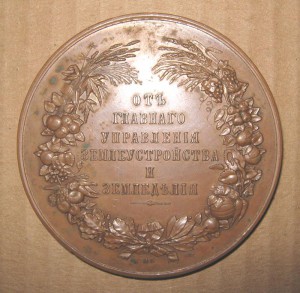 ОТЪ
ГЛАВНАГО
УПРАВЛЕНІЯ
ЗЕМЛЕУСТРОЙСТВА
И
ЗЕМЛЕДѢЛІЯ